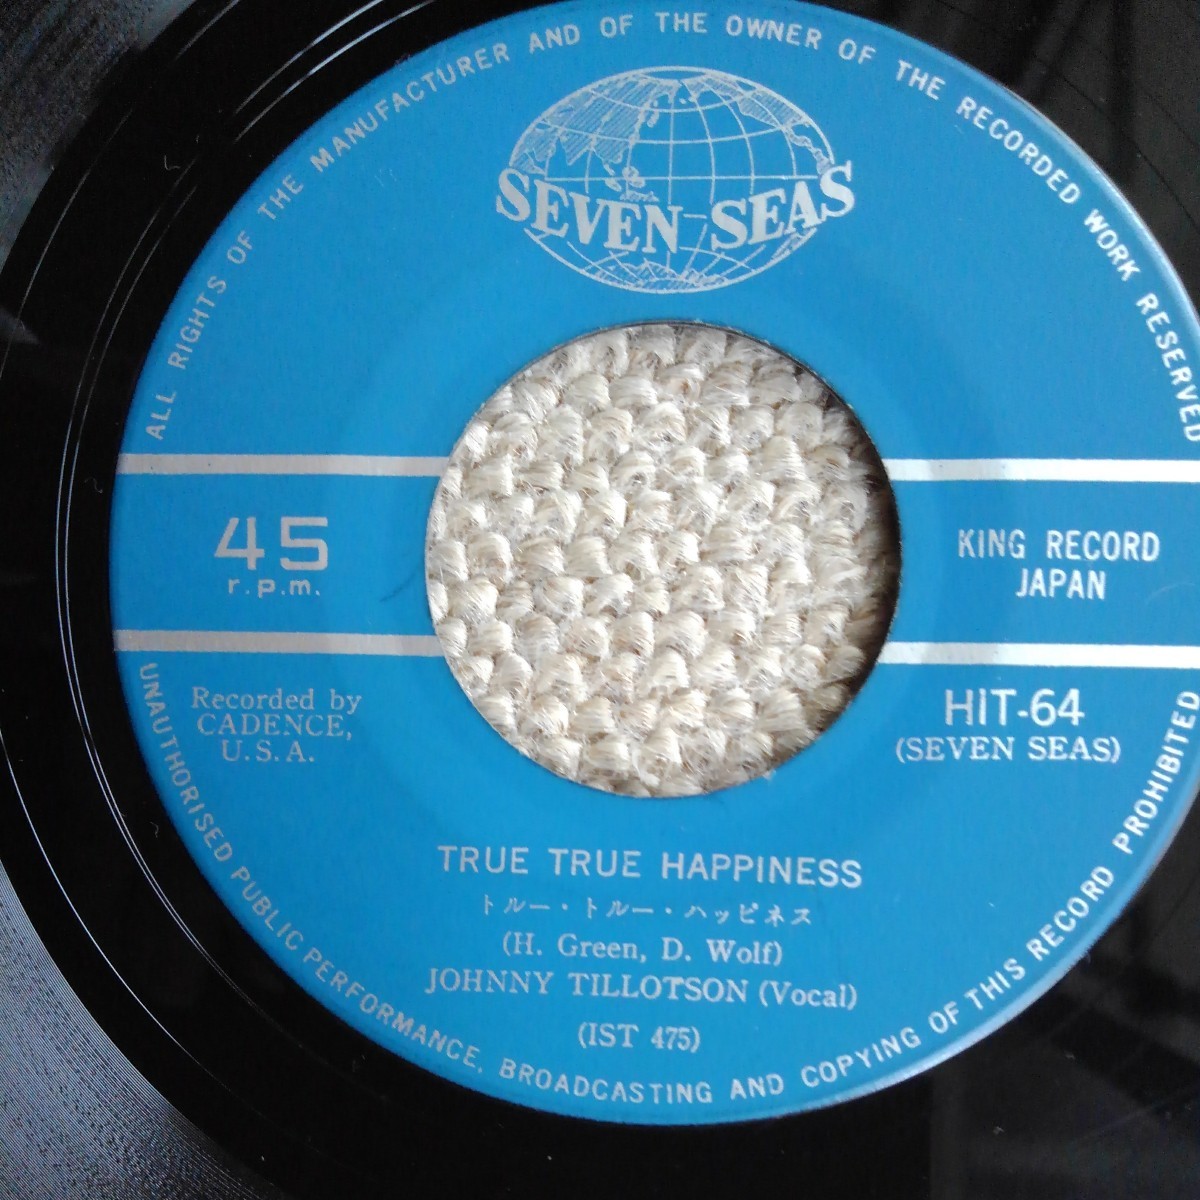 ALL RIGHTS OF THE MANUFACTURER AND OF THE OWNER OF THE RECORDED WORK RESERVED
SEVEN SEAS
45
r.p.m.
KING RECORD
JAPAN
Recorded by
CADENCE,
U.S.A.
HIT-64
(SEVEN SEAS)
TRUE TRUE HAPPINESS
トルー・トルー・ハッピネス
(H. Green, D. Wolf)
JOHNNY TILLOTSON (Vocal)
(IST 475)
UNAUTHORISED PUBLIC PERFORMANCE, BROADCASTING AND COPYING OF THIS RECORD PROHIBITED